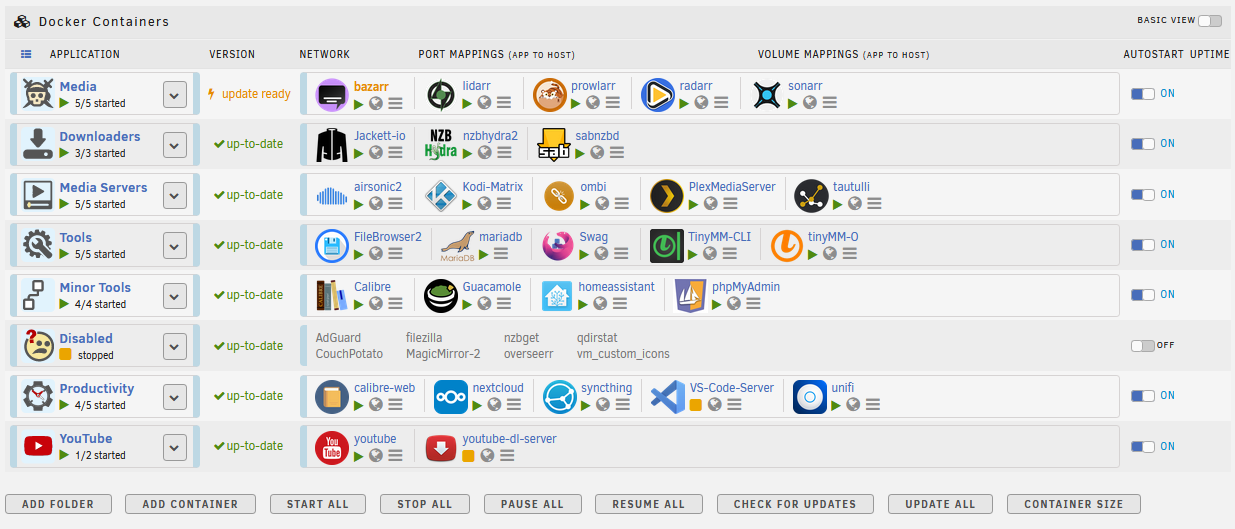 Docker Containers
BASIC VIEW
APPLICATION VERSION NETWORK PORT MAPPINGS (APP TO HOST) VOLUME MAPPINGS (APP TO HOST) AUTOSTART UPTIME
Media
5/5 started
update ready
bazarr lidarr prowlarr radarr sonarr
ON
Downloaders
3/3 started
up-to-date
Jackett-io nzbhydra2 sabnzbd
NZB
Hydra
sab
ON
Media Servers
5/5 started
up-to-date
airsonic2 Kodi-Matrix ombi PlexMediaServer tautulli
ON
Tools
5/5 started
up-to-date
FileBrowser2 mariadb Swag TinyMM-CLI tinyMM-O
MariaDB
ON
Minor Tools
4/4 started
up-to-date
Calibre Guacamole homeassistant phpMyAdmin
CALIBRE
ON
Disabled
stopped
up-to-date
AdGuard filezilla nzbget qdirstat
CouchPotato MagicMirror-2 overseerr vm_custom_icons
OFF
Productivity
4/5 started
up-to-date
calibre-web nextcloud syncthing VS-Code-Server unifi
ON
YouTube
1/2 started
up-to-date
youtube youtube-dl-server
You
Tube
ON
ADD FOLDER ADD CONTAINER START ALL STOP ALL PAUSE ALL RESUME ALL CHECK FOR UPDATES UPDATE ALL CONTAINER SIZE